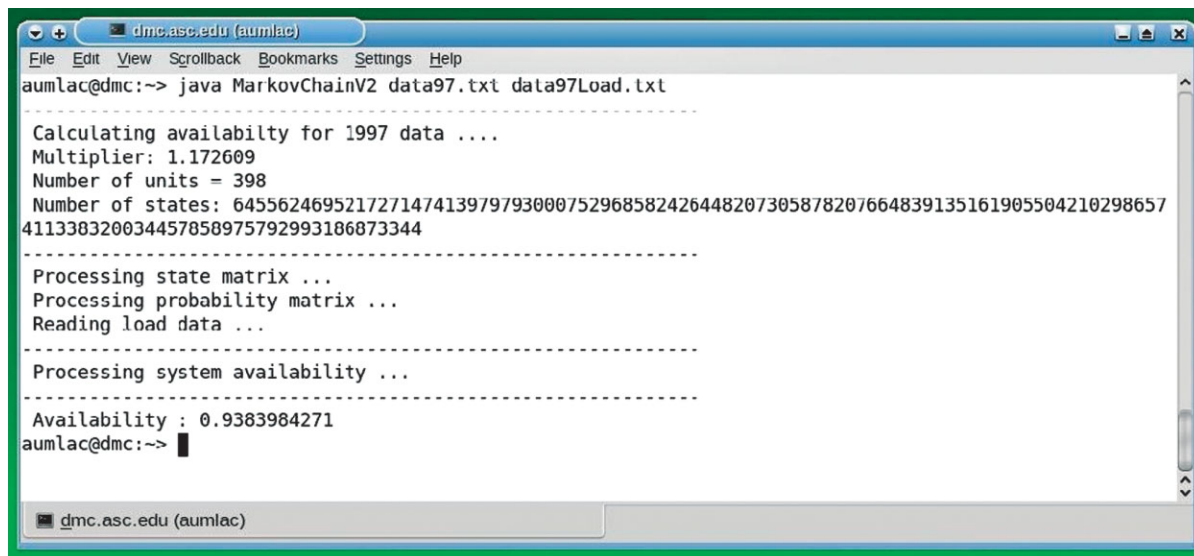 dmc.asc.edu (aumlac)
File Edit View Scrollback Bookmarks Settings Help
aumlac@dmc:~> java MarkovChainV2 data97.txt data97Load.txt
------------------------------------------------------------
Calculating availabilty for 1997 data ....
Multiplier: 1.172609
Number of units = 398
Number of states: 645562469521727147413979793000752968582426448207305878207664839135161905504210298657
411338320034457858975792993186873344
------------------------------------------------------------
Processing state matrix ...
Processing probability matrix ...
Reading load data ...
------------------------------------------------------------
Processing system availability ...
------------------------------------------------------------
Availability : 0.9383984271
aumlac@dmc:~>
dmc.asc.edu (aumlac)